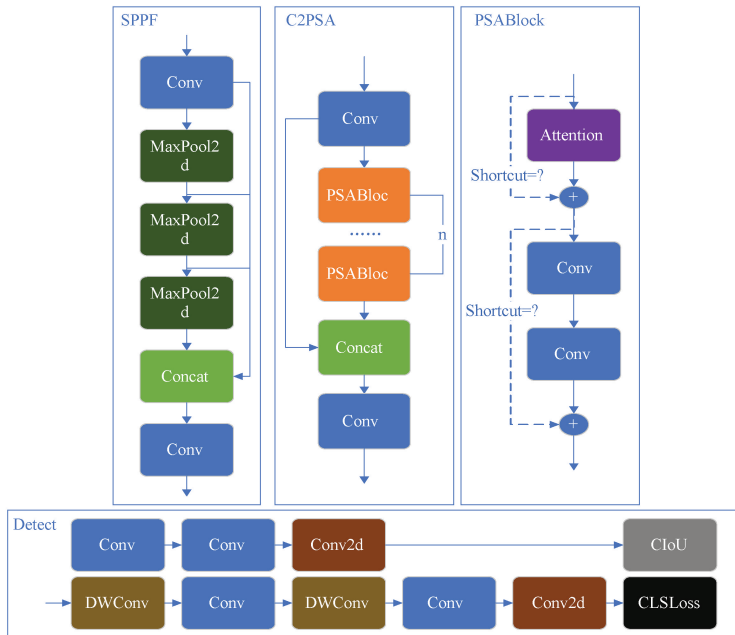 SPPF
Conv
MaxPool2
d
MaxPool2
d
MaxPool2
d
Concat
Conv
C2PSA
Conv
PSABloc
......
PSABloc
n
Concat
Conv
PSABlock
Attention
Shortcut=?
+
Conv
Shortcut=?
Conv
+
Detect
Conv Conv Conv2d CIoU
DWConv Conv DWConv Conv Conv2d CLSLoss